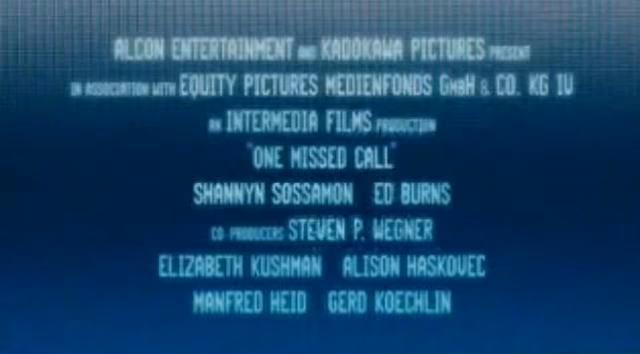 ALCON ENTERTAINMENT AND KADOKAWA PICTURES PRESENT
IN ASSOCIATION WITH EQUITY PICTURES MEDIENFONDS GMBH & CO. KG IV
AN INTERMEDIA FILMS PRODUCTION
"ONE MISSED CALL"
SHANNYN SOSSAMON ED BURNS
CO-PRODUCERS STEVEN P. WEGNER
ELIZABETH KUSHMAN ALISON HASKOVEC
MANFRED HEID GERD KOECHLIN